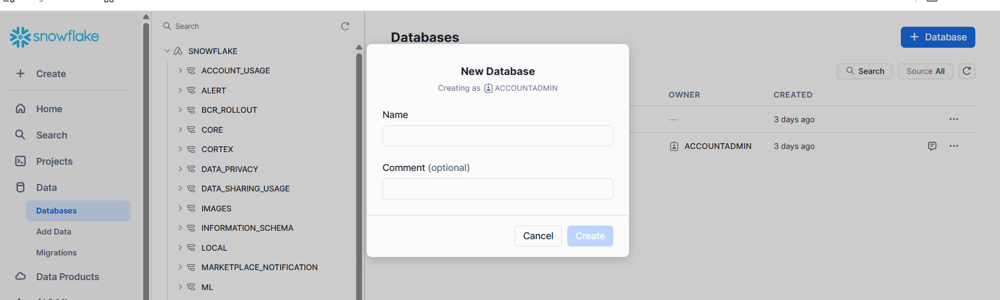 snowflake
Create
Home
Search
Projects
Data
Databases
Add Data
Migrations
Data Products
Search
SNOWFLAKE
ACCOUNT_USAGE
ALERT
BCR_ROLLOUT
CORE
CORTEX
DATA_PRIVACY
DATA_SHARING_USAGE
IMAGES
INFORMATION_SCHEMA
LOCAL
MARKETPLACE_NOTIFICATION
ML
Databases
+ Database
Search
Source All
OWNER CREATED
— 3 days ago
ACCOUNTADMIN 3 days ago
New Database
Creating as ACCOUNTADMIN
Name
Comment (optional)
Cancel Create